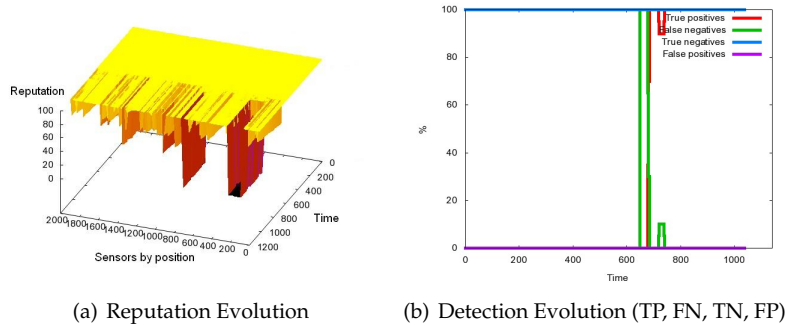 Reputation
100
80
60
40
20
0
2000 1800 1600 1400 1200 1000 800 600 400 200 0
Sensors by position
0
200
400
600
800
1000
1200
Time
(a) Reputation Evolution
100
80
60
40
20
0
%
0 200 400 600 800 1000
Time
True positives
False negatives
True negatives
False positives
(b) Detection Evolution (TP, FN, TN, FP)